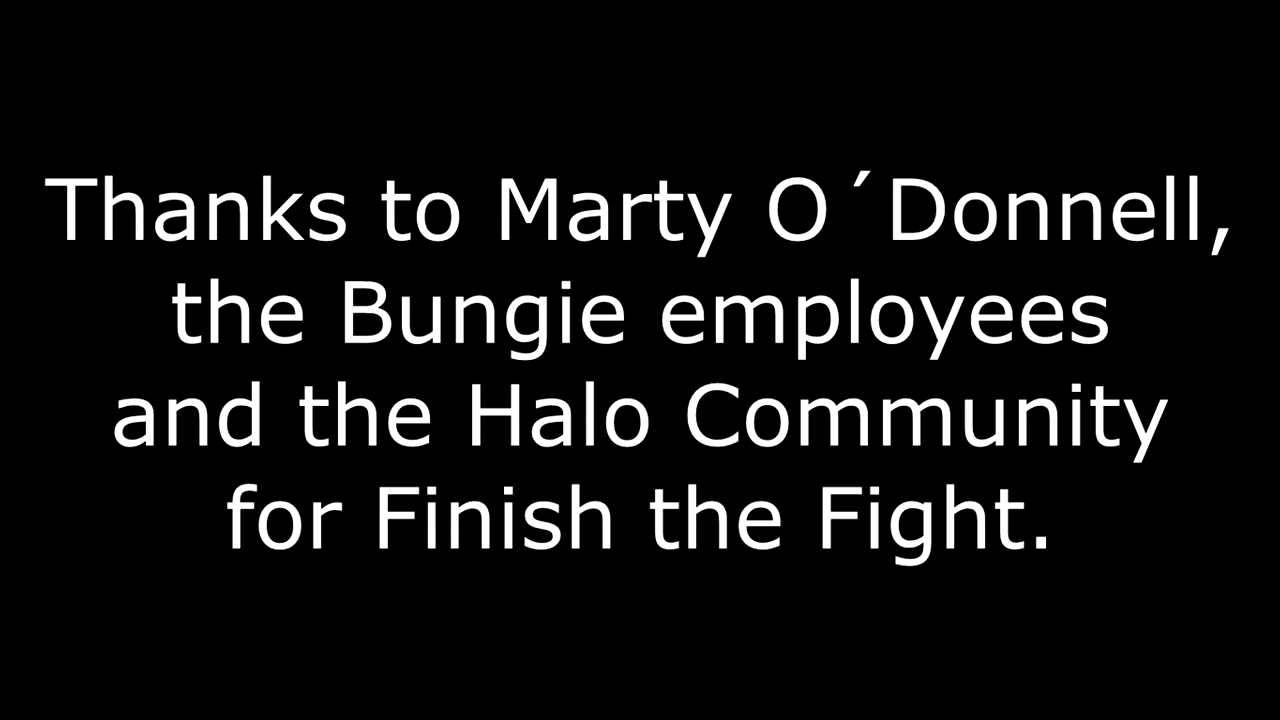 Thanks to Marty O´Donnell,
the Bungie employees
and the Halo Community
for Finish the Fight.